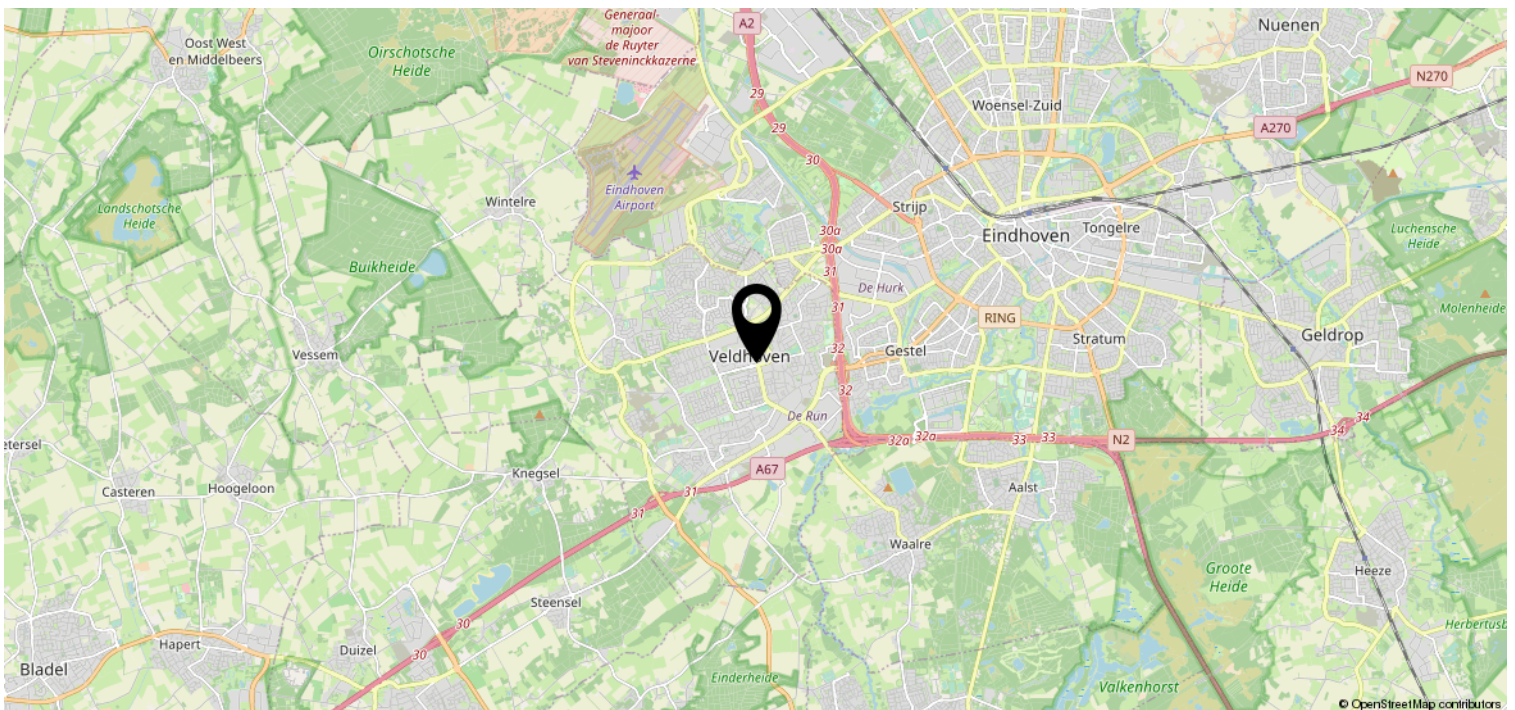 A2
Generaal-
majoor
de Ruyter
van Steveninckkazerne
Nuenen
Oost West
en Middelbeers
Oirschotsche
Heide
N270
29
Woensel-Zuid
29
A270
30
Eindhoven
Airport
Wintelre
Strijp
Landschotsche
Heide
30a
Eindhoven
Tongelre
Luchensche
Heide
30a
Buikheide
31
De Hurk
31
RING
Molenheide
Geldrop
Vessem
Veldhoven
32
Gestel
Stratum
32
De Run
34
etersel
32a
32a
33
33
N2
34
Knegsel
A67
Casteren
Hoogeloon
31
Aalst
31
Waalre
Groote
Heide
Heeze
Steensel
30
Herbertusb
Hapert
Duizel
30
Bladel
Einderheide
Valkenhorst
© OpenStreetMap contributors